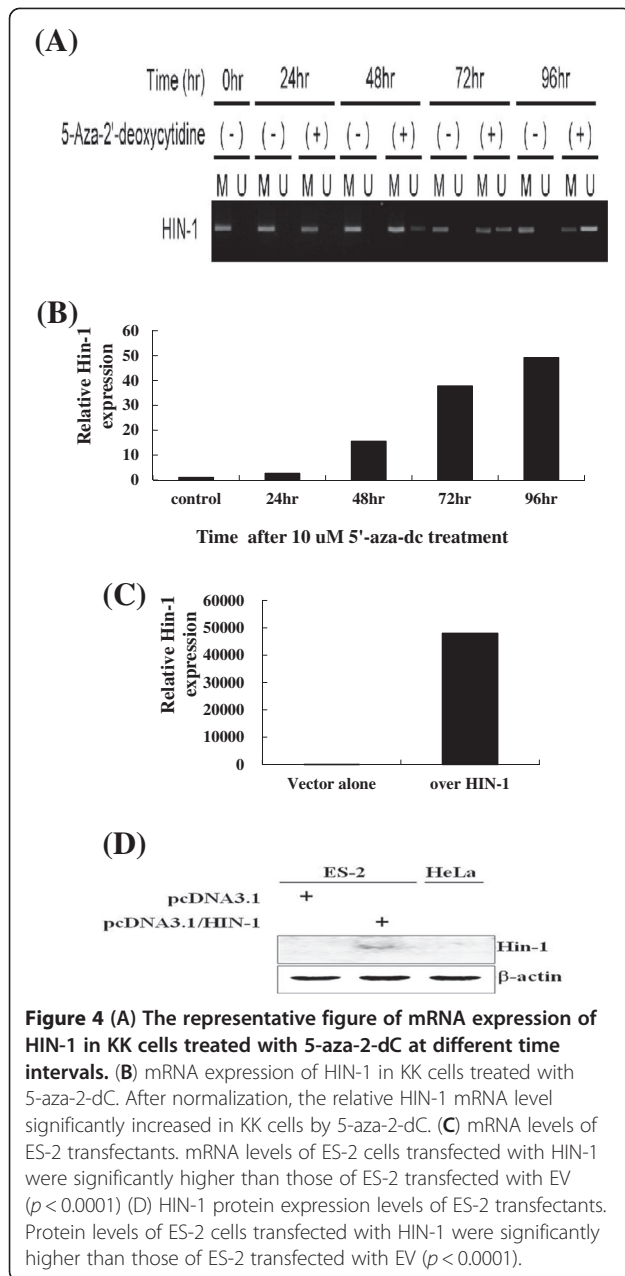 (A)
Time (hr) 0hr 24hr 48hr 72hr 96hr
5-Aza-2'-deoxycytidine (-) (-) (+) (-) (+) (-) (+) (-) (+)
M U M U M U M U M U M U M U M U M U
HIN-1
(B)
Relative Hin-1
expression
60
50
40
30
20
10
0
control 24hr 48hr 72hr 96hr
Time after 10 uM 5'-aza-dc treatment
(C)
Relative Hin-1
expression
60000
50000
40000
30000
20000
10000
0
Vector alone over HIN-1
(D)
ES-2 HeLa
pcDNA3.1 +
pcDNA3.1/HIN-1 +
Hin-1
β-actin
Figure 4 (A) The representative figure of mRNA expression of
HIN-1 in KK cells treated with 5-aza-2-dC at different time
intervals. (B) mRNA expression of HIN-1 in KK cells treated with
5-aza-2-dC. After normalization, the relative HIN-1 mRNA level
significantly increased in KK cells by 5-aza-2-dC. (C) mRNA levels of
ES-2 transfectants. mRNA levels of ES-2 cells transfected with HIN-1
were significantly higher than those of ES-2 transfected with EV
(p < 0.0001) (D) HIN-1 protein expression levels of ES-2 transfectants.
Protein levels of ES-2 cells transfected with HIN-1 were significantly
higher than those of ES-2 transfected with EV (p < 0.0001).